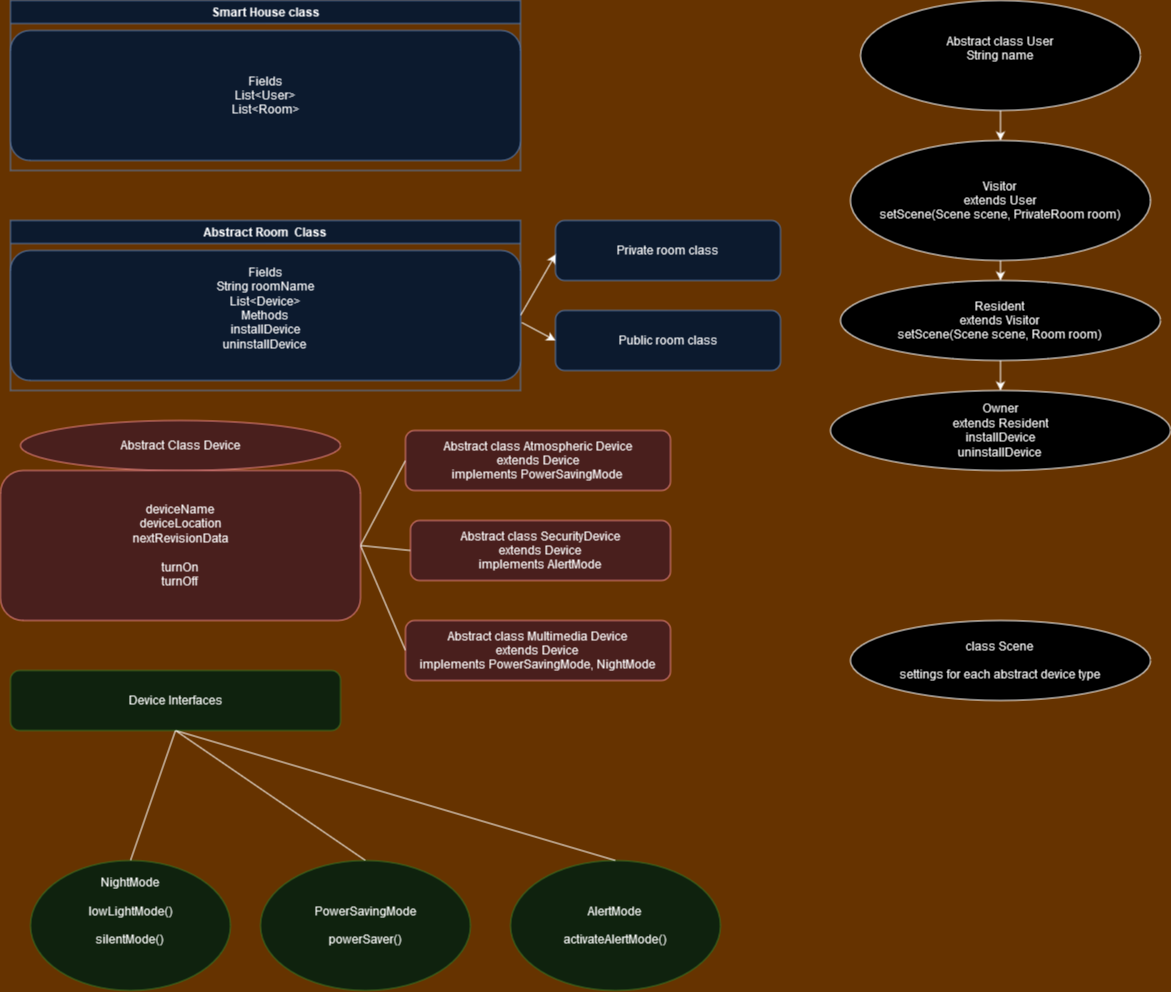 Smart House class
Fields
List<User>
List<Room>
Abstract Room  Class
Fields
String roomName
List<Device>
Methods
installDevice
uninstallDevice
Private room class
Public room class
Abstract Class Device
deviceName
deviceLocation
nextRevisionData
turnOn
turnOff
Abstract class Atmospheric Device
extends Device
implements PowerSavingMode
Abstract class SecurityDevice
extends Device
implements AlertMode
Abstract class Multimedia Device
extends Device
implements PowerSavingMode, NightMode
Device Interfaces
NightMode
lowLightMode()
silentMode()
PowerSavingMode
powerSaver()
AlertMode
activateAlertMode()
Abstract class User
String name
Visitor
extends User
setScene(Scene scene, PrivateRoom room)
Resident
extends Visitor
setScene(Scene scene, Room room)
Owner
extends Resident
installDevice
uninstallDevice
class Scene
settings for each abstract device type